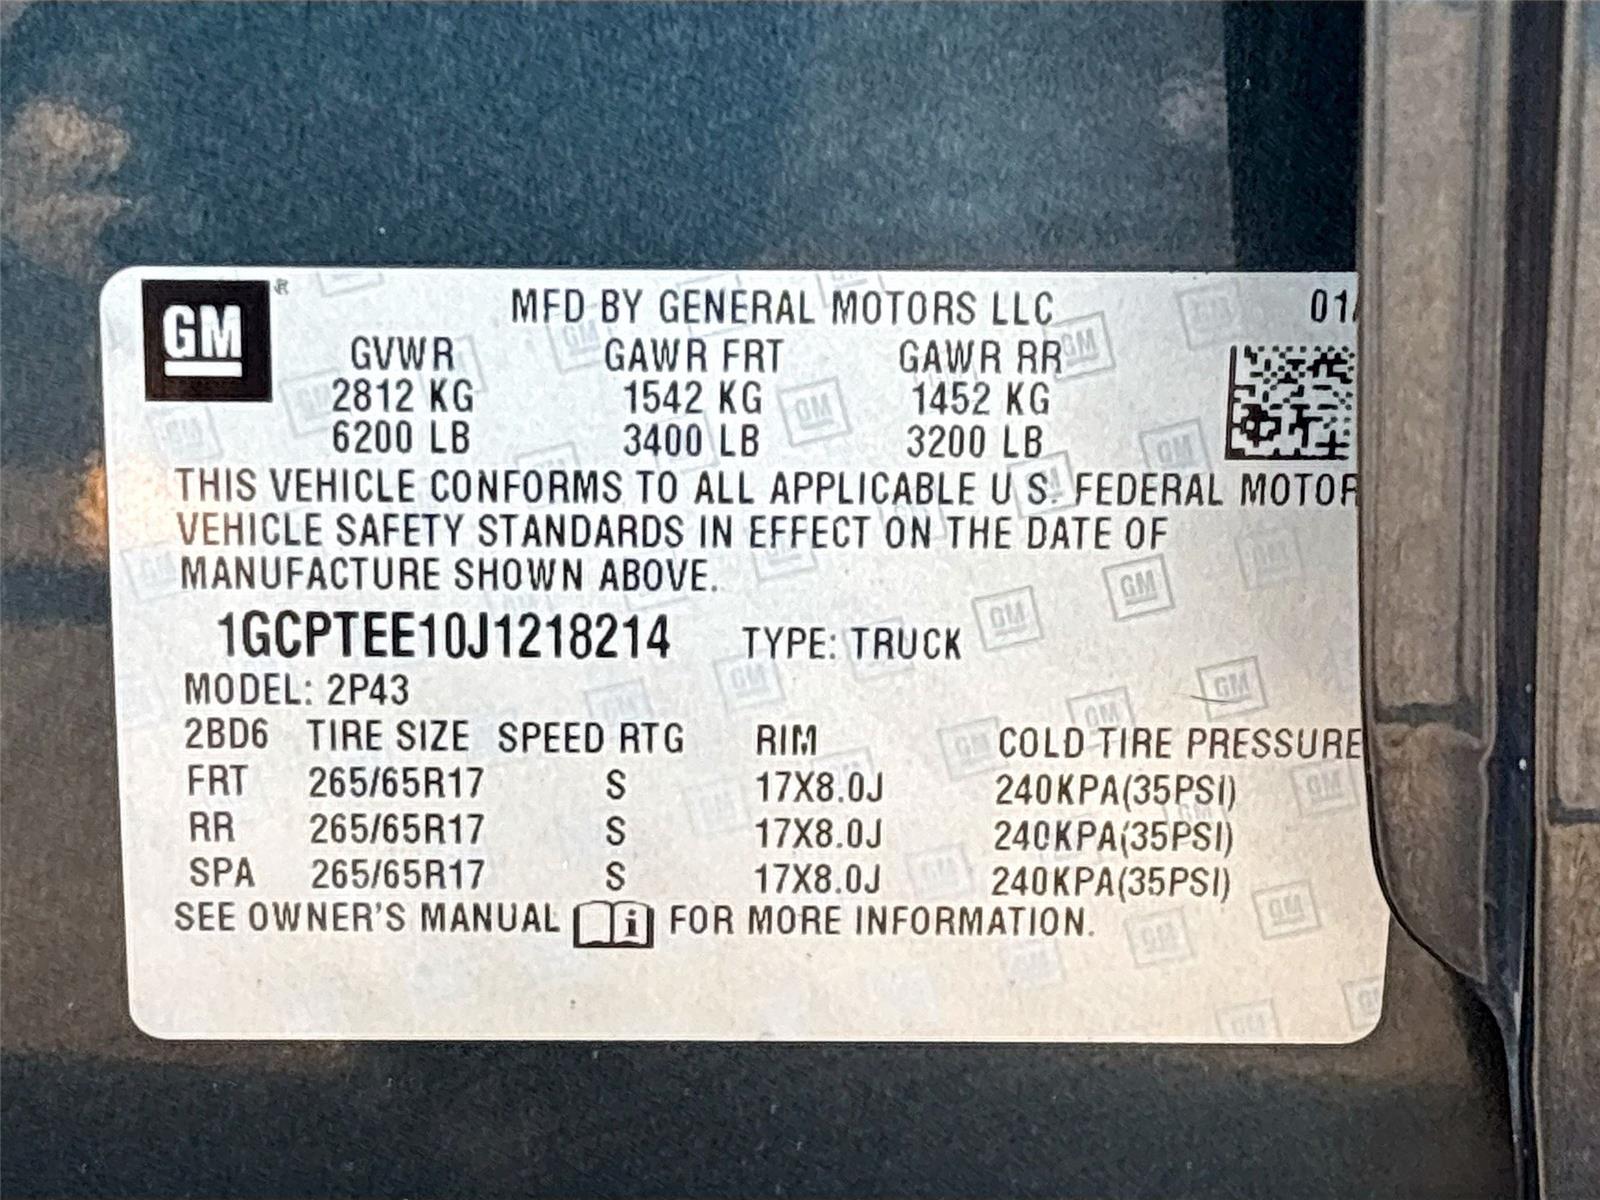 GM ®
MFD BY GENERAL MOTORS LLC 01/
GVWR GAWR FRT GAWR RR
2812 KG 1542 KG 1452 KG
6200 LB 3400 LB 3200 LB
THIS VEHICLE CONFORMS TO ALL APPLICABLE U S. FEDERAL MOTOR
VEHICLE SAFETY STANDARDS IN EFFECT ON THE DATE OF
MANUFACTURE SHOWN ABOVE.
1GCPTEE10J1218214 TYPE: TRUCK
MODEL: 2P43
2BD6 TIRE SIZE SPEED RTG RIM COLD TIRE PRESSURE
FRT 265/65R17 S 17X8.0J 240KPA(35PSI)
RR 265/65R17 S 17X8.0J 240KPA(35PSI)
SPA 265/65R17 S 17X8.0J 240KPA(35PSI)
SEE OWNER'S MANUAL i FOR MORE INFORMATION.